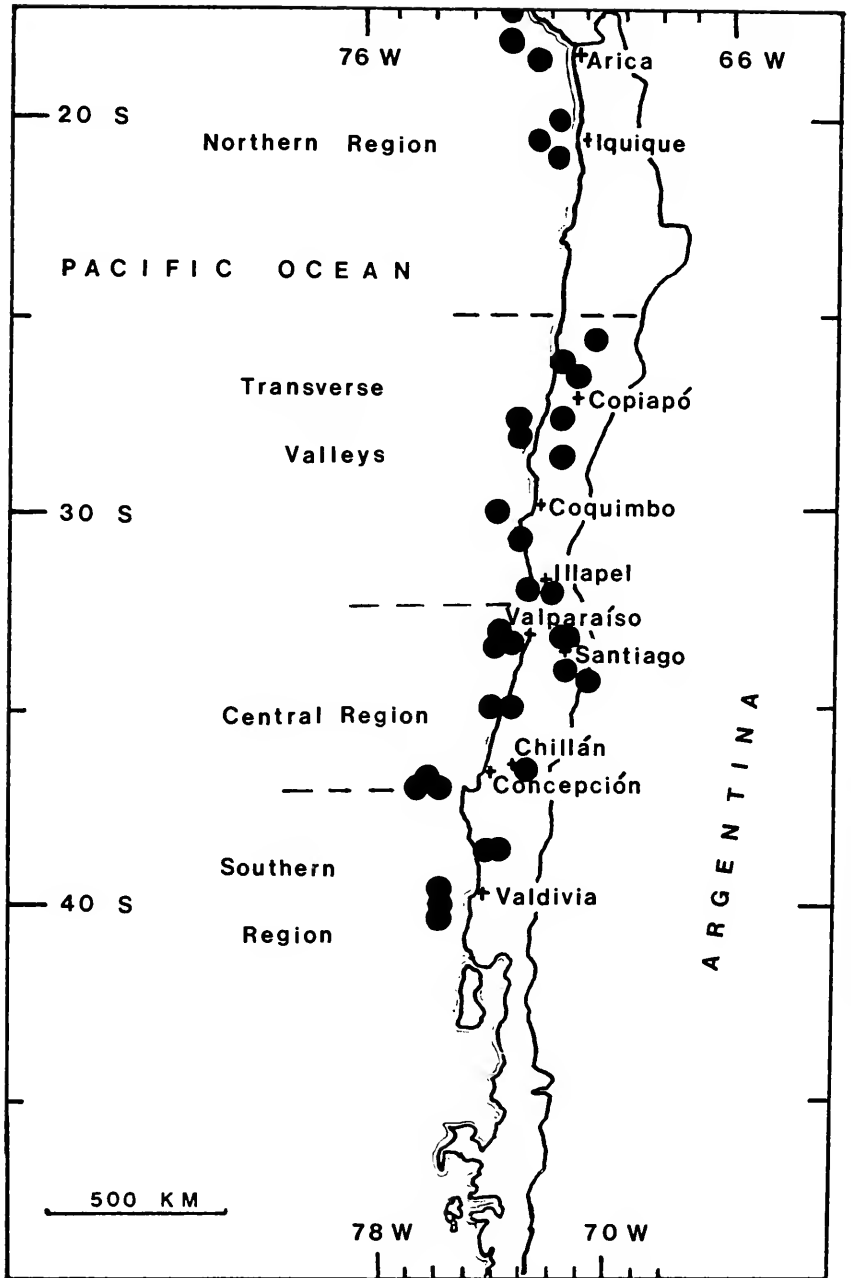 76 W
66 W
Arica
20 S
Northern Region
Iquique
PACIFIC OCEAN
Transverse
Valleys
Copiapó
30 S
Coquimbo
Illapel
Valparaíso
Santiago
Central Region
Chillán
Concepción
ARGENTINA
Southern
Region
40 S
Valdivia
500 KM
78 W
70 W